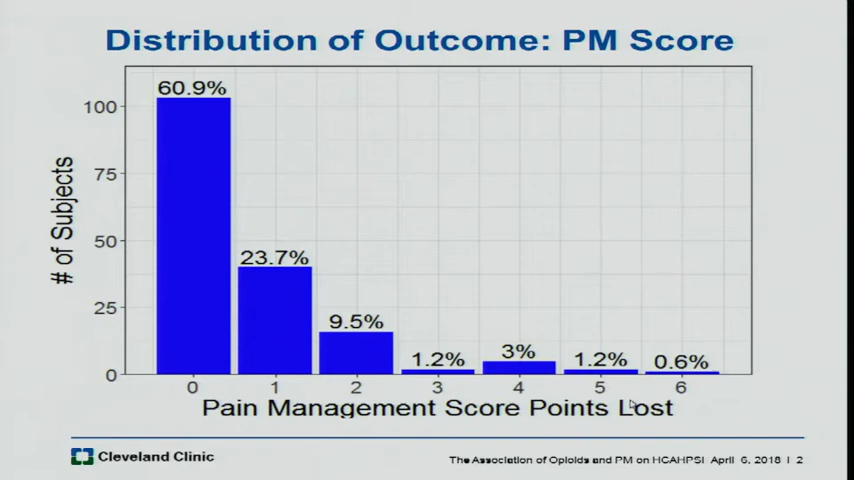 Distribution of Outcome: PM Score
60.9%
100
75
# of Subjects
50
23.7%
25
9.5%
1.2%
3%
1.2%
0.6%
0
0 1 2 3 4 5 6
Pain Management Score Points Lost
Cleveland Clinic
The Association of Opioids and PM on HCAHPSI April 6, 2018 I 2